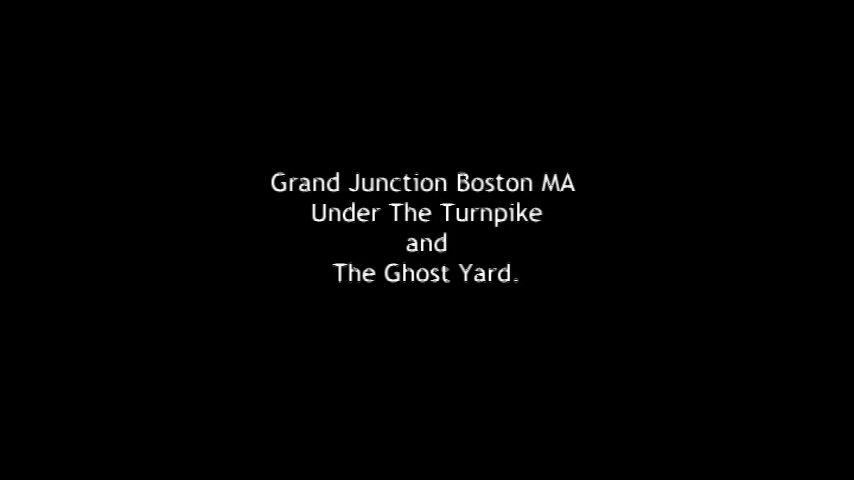 Grand Junction Boston MA
Under The Turnpike
and
The Ghost Yard.